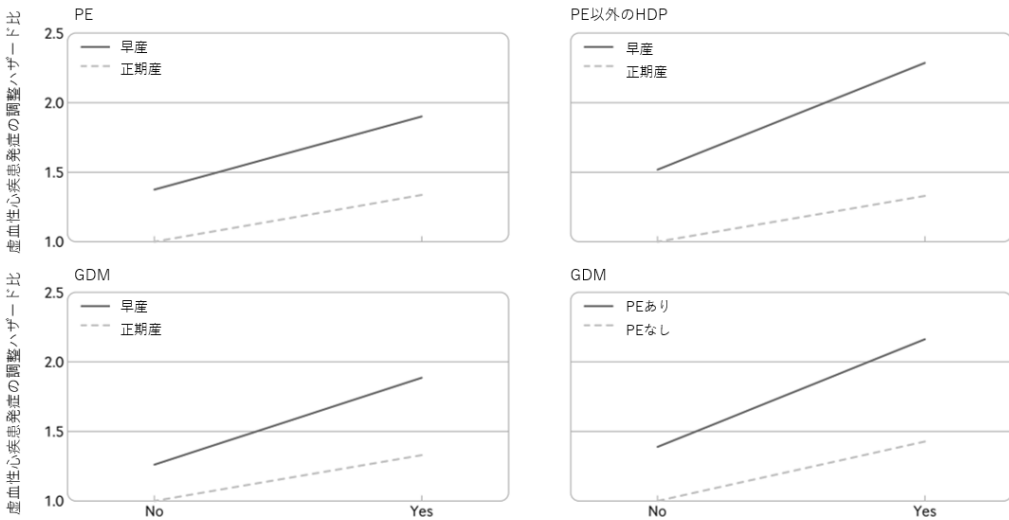 PE
虚血性心疾患発症の調整ハザード比
2.5
2.0
1.5
1.0
早産
正期産
PE以外のHDP
早産
正期産
GDM
虚血性心疾患発症の調整ハザード比
2.5
2.0
1.5
1.0
早産
正期産
No
Yes
GDM
PEあり
PEなし
No
Yes